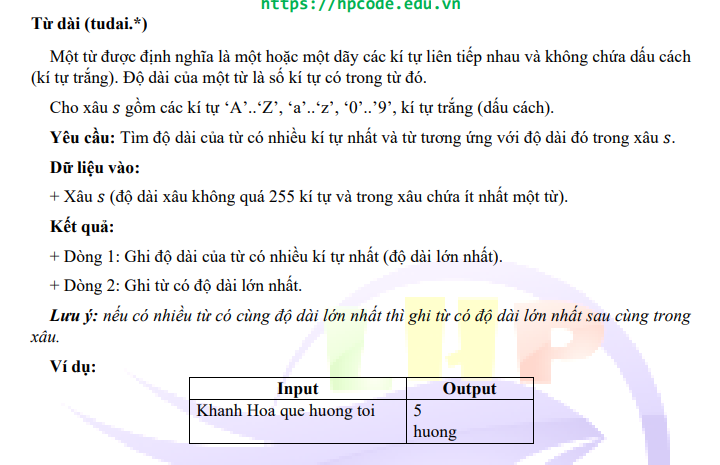 https://hpcode.edu.vn
Từ dài (tudai.*)
Một từ được định nghĩa là một hoặc một dãy các kí tự liên tiếp nhau và không chứa dấu cách
(kí tự trắng). Độ dài của một từ là số kí tự có trong từ đó.
Cho xâu s gồm các kí tự ‘A’..‘Z’, ‘a’..‘z’, ‘0’..’9’, kí tự trắng (dấu cách).
Yêu cầu: Tìm độ dài của từ có nhiều kí tự nhất và từ tương ứng với độ dài đó trong xâu s.
Dữ liệu vào:
+ Xâu s (độ dài xâu không quá 255 kí tự và trong xâu chứa ít nhất một từ).
Kết quả:
+ Dòng 1: Ghi độ dài của từ có nhiều kí tự nhất (độ dài lớn nhất).
+ Dòng 2: Ghi từ có độ dài lớn nhất.
Lưu ý: nếu có nhiều từ có cùng độ dài lớn nhất thì ghi từ có độ dài lớn nhất sau cùng trong
xâu.
Ví dụ:
Input Output
Khanh Hoa que huong toi 5
huong
LHP